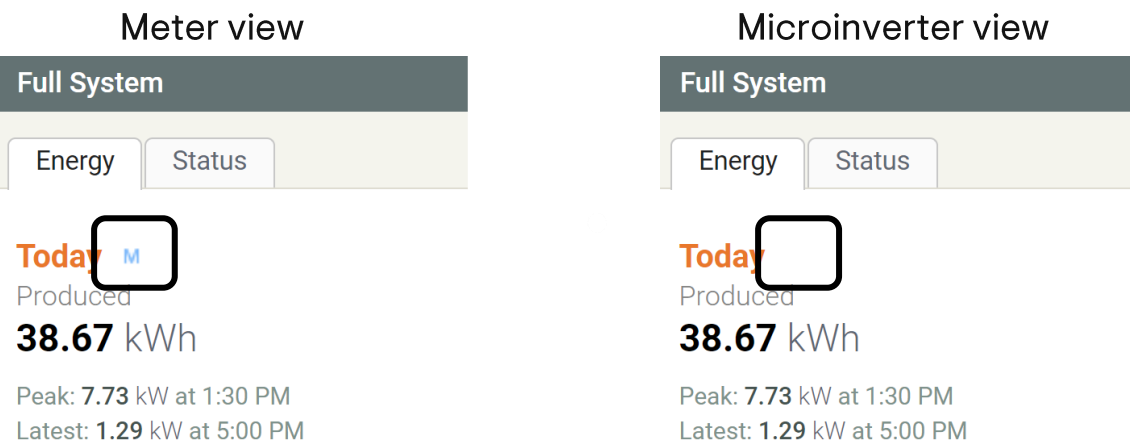 Meter view
Full System
Energy
Status
Today M
Produced
38.67 kWh
Peak: 7.73 kW at 1:30 PM
Latest: 1.29 kW at 5:00 PM
Microinverter view
Full System
Energy
Status
Today
Produced
38.67 kWh
Peak: 7.73 kW at 1:30 PM
Latest: 1.29 kW at 5:00 PM